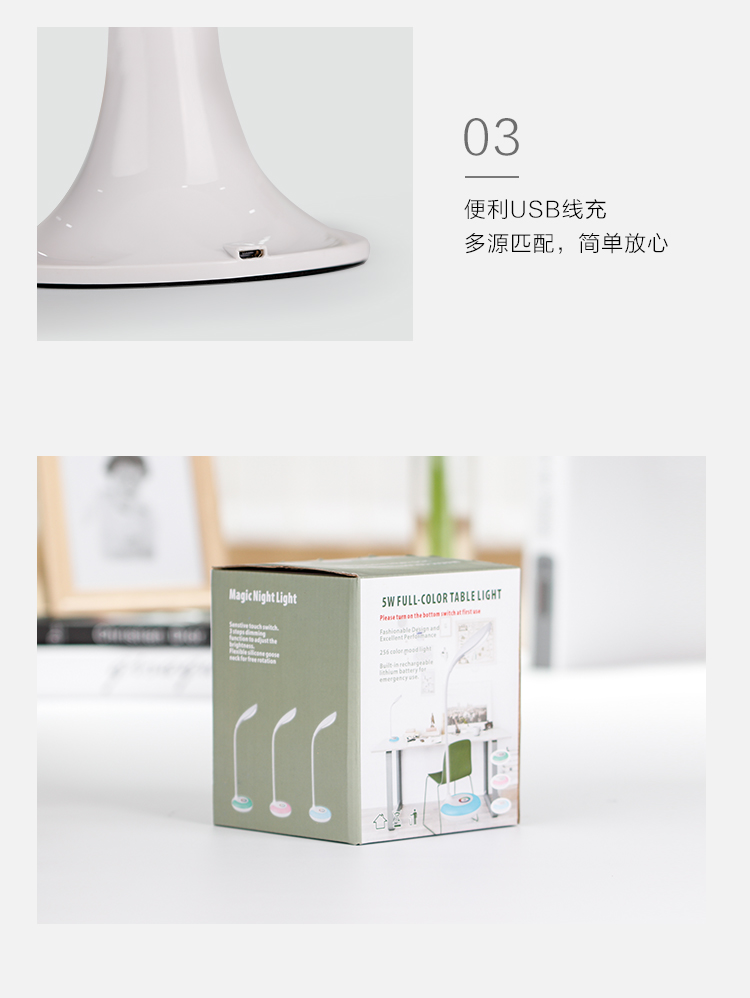 03
便利USB线充
多源匹配，简单放心
Magic Night Light
Sensitive touch switch.
3 steps dimming
function to adjust the
brightness.
Flexible silicone goose
neck for free rotation
5W FULL-COLOR TABLE LIGHT
Please turn on the bottom switch at first use
Fashionable Design and
Excellent Performance
256 color mood light
Built-in rechargeable
lithium battery for
emergency use.